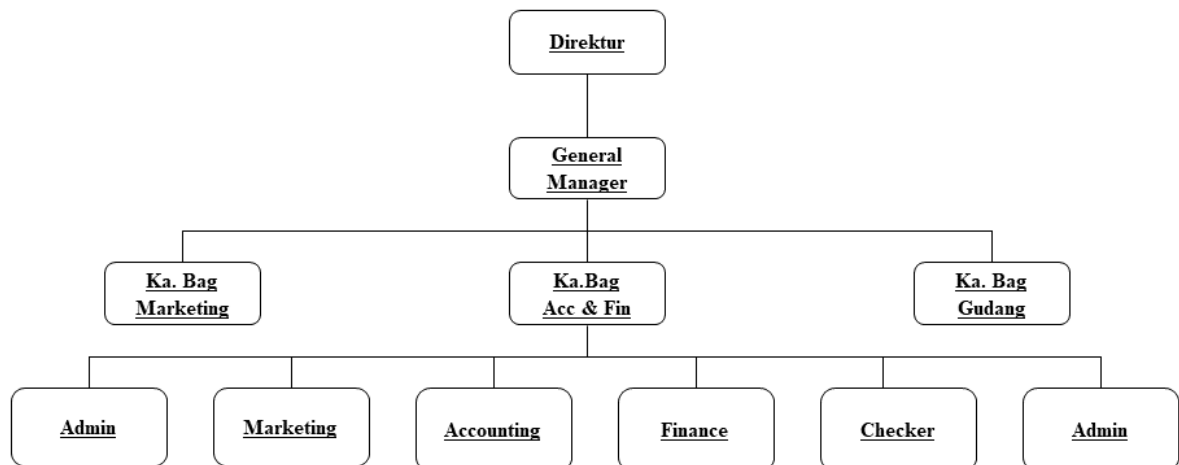 Direktur
General
Manager
Ka. Bag
Marketing
Ka.Bag
Acc & Fin
Ka. Bag
Gudang
Admin
Marketing
Accounting
Finance
Checker
Admin